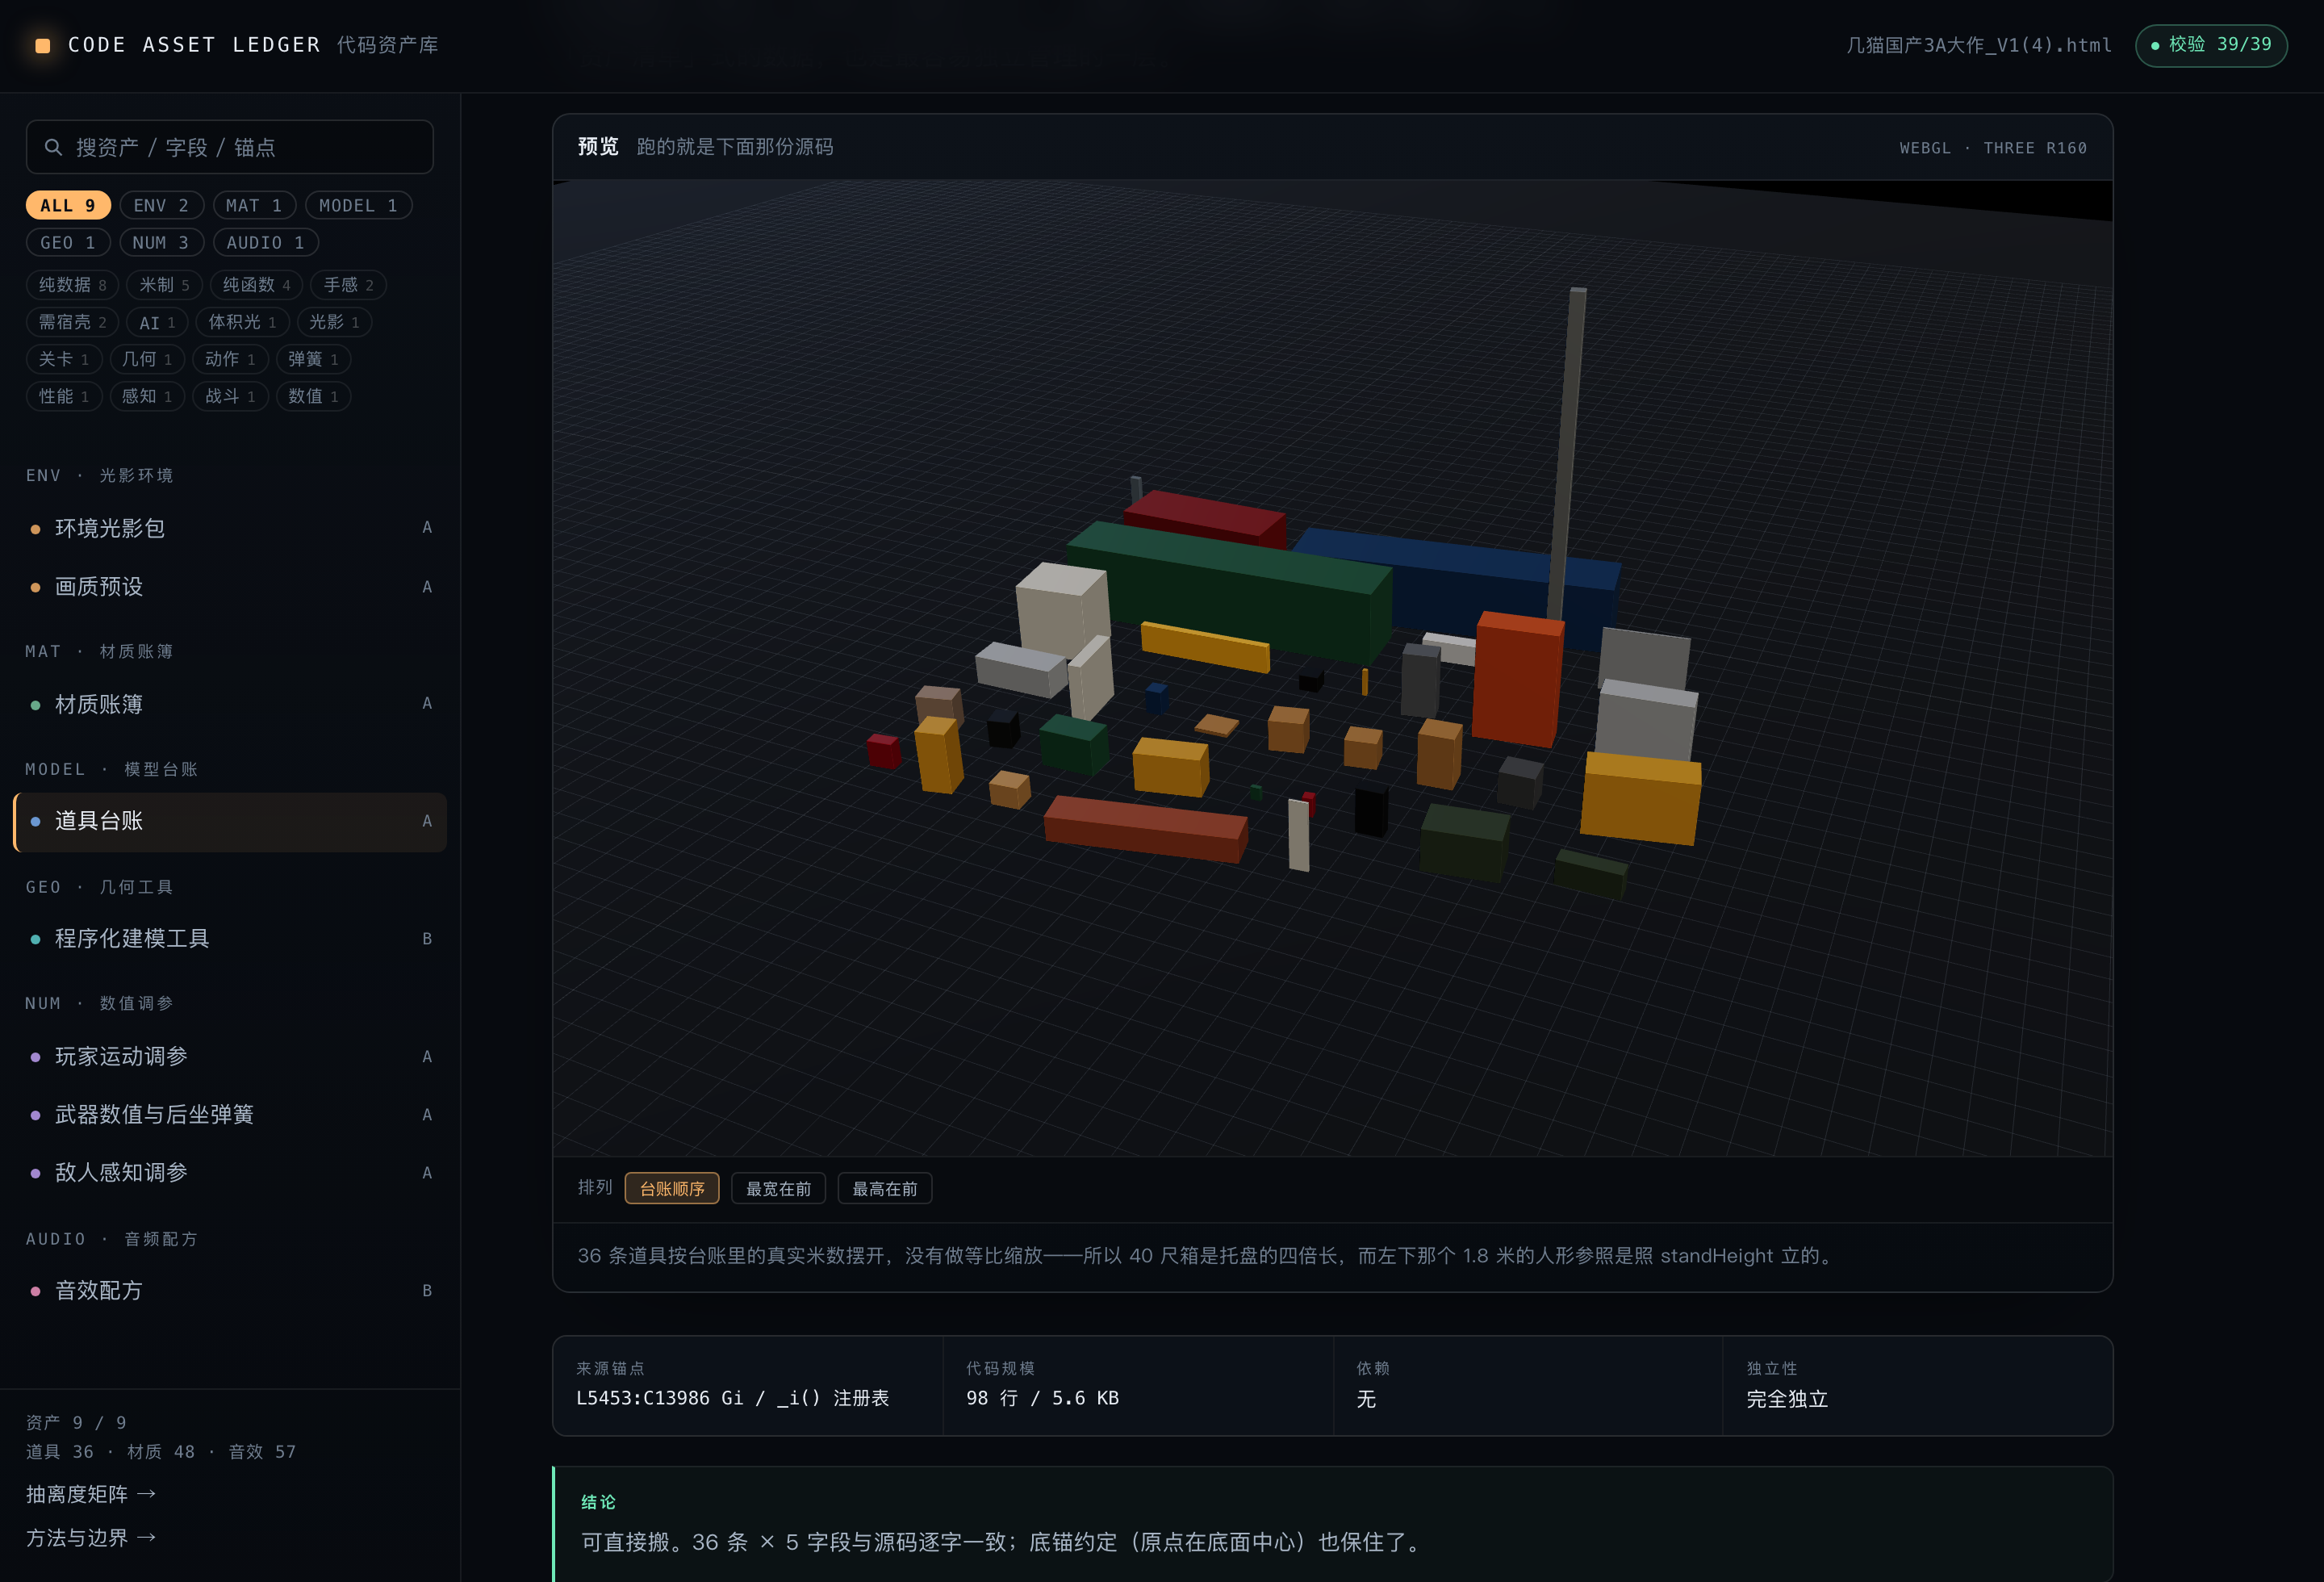 CODE ASSET LEDGER 代码资产库
几猫国产3A大作_V1(4).html
校验 39/39
搜资产 / 字段 / 锚点
ALL 9
ENV 2
MAT 1
MODEL 1
GEO 1
NUM 3
AUDIO 1
纯数据 8
米制 5
纯函数 4
手感 2
需宿壳 2
AI 1
体积光 1
光影 1
关卡 1
几何 1
动作 1
弹簧 1
性能 1
感知 1
战斗 1
数值 1
ENV · 光影环境
环境光影包 A
画质预设 A
MAT · 材质账簿
材质账簿 A
MODEL · 模型台账
道具台账 A
GEO · 几何工具
程序化建模工具 B
NUM · 数值调参
玩家运动调参 A
武器数值与后坐弹簧 A
敌人感知调参 A
AUDIO · 音频配方
音效配方 B
资产 9 / 9
道具 36 · 材质 48 · 音效 57
抽离度矩阵 →
方法与边界 →
预览 跑的就是下面那份源码
WEBGL · THREE R160
排列 台账顺序 最宽在前 最高在前
36 条道具按台账里的真实米数摆开，没有做等比缩放——所以 40 尺箱是托盘的四倍长，而左下那个 1.8 米的人形参照是照 standHeight 立的。
来源锚点
L5453:C13986 Gi / _i() 注册表
代码规模
98 行 / 5.6 KB
依赖
无
独立性
完全独立
结论
可直接搬。36 条 × 5 字段与源码逐字一致；底锚约定（原点在底面中心）也保住了。